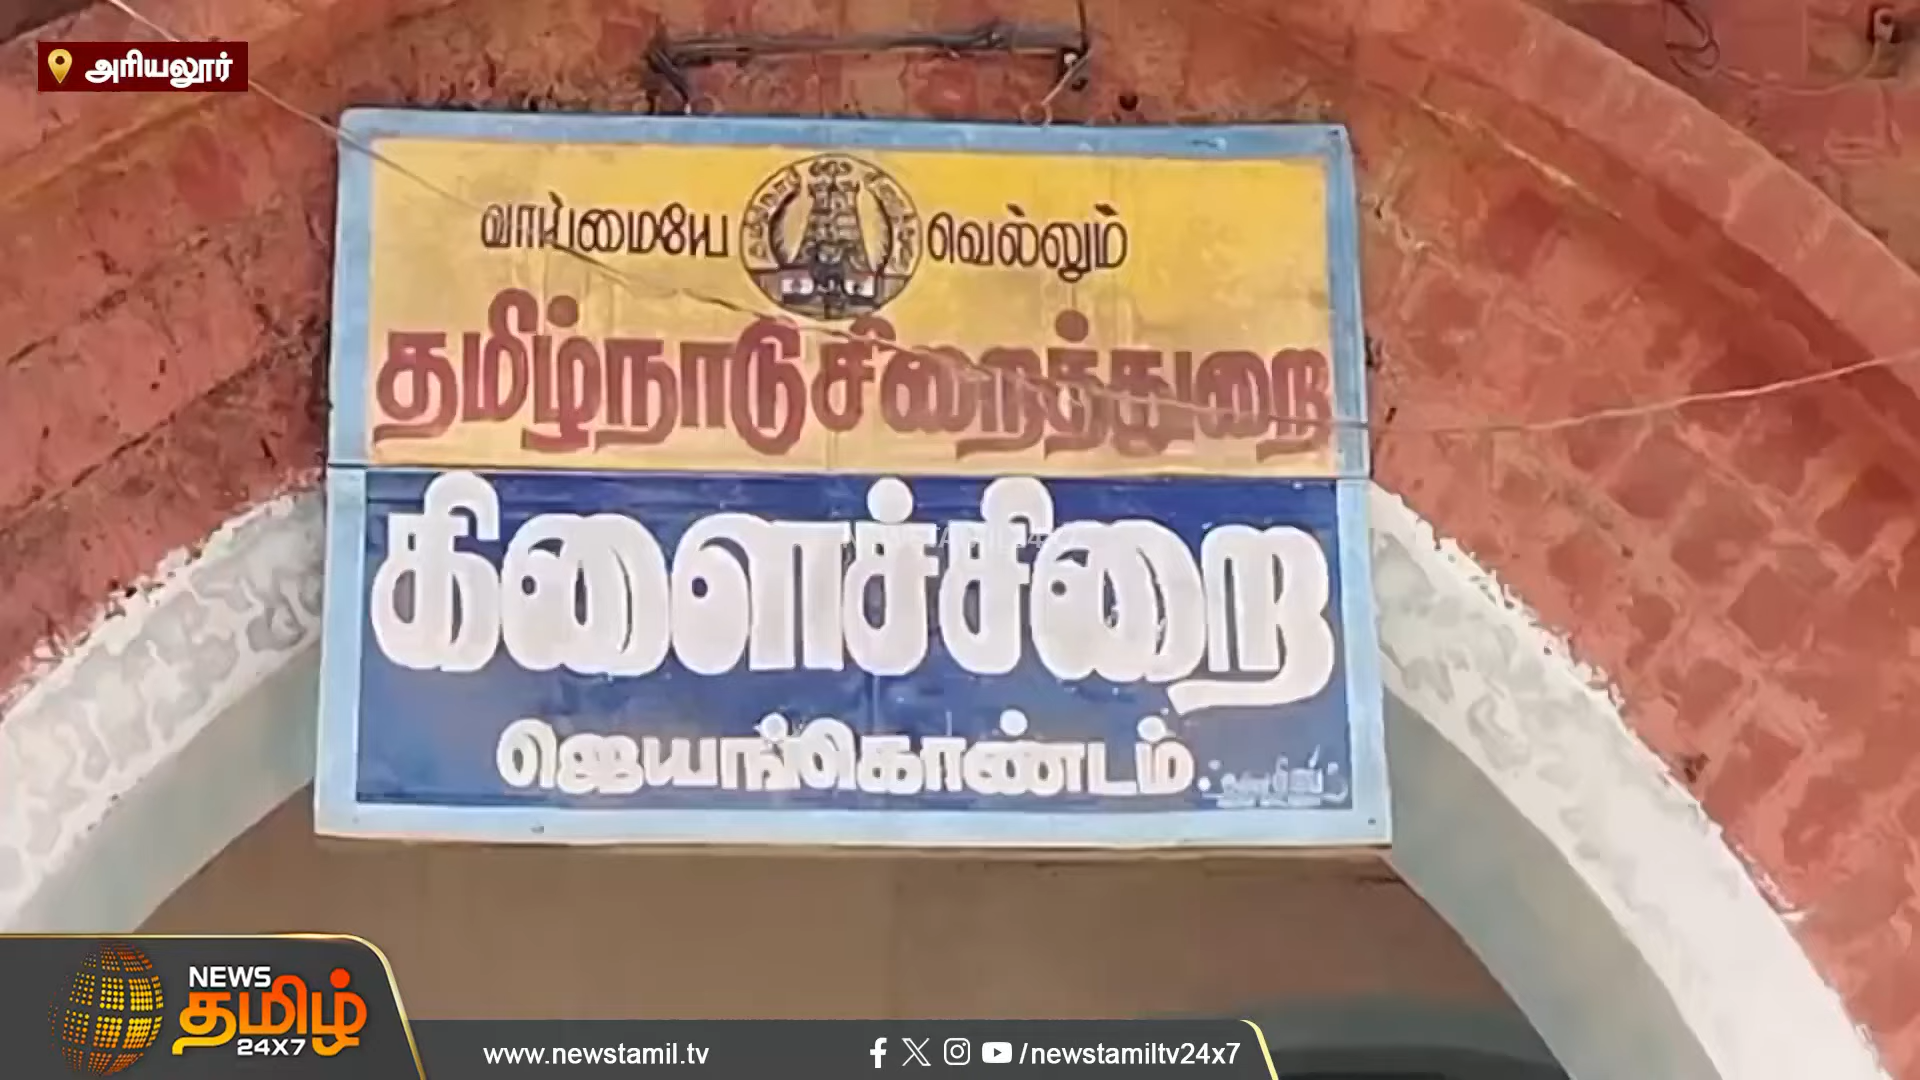 அரியலூர்
வாய்மையே வெல்லும்
தமிழ்நாடு சிறைத்துறை
கிளைச்சிறை
ஜெயங்கொண்டம்.
NEWS
தமிழ்
24X7
www.newstamil.tv /newstamiltv24x7